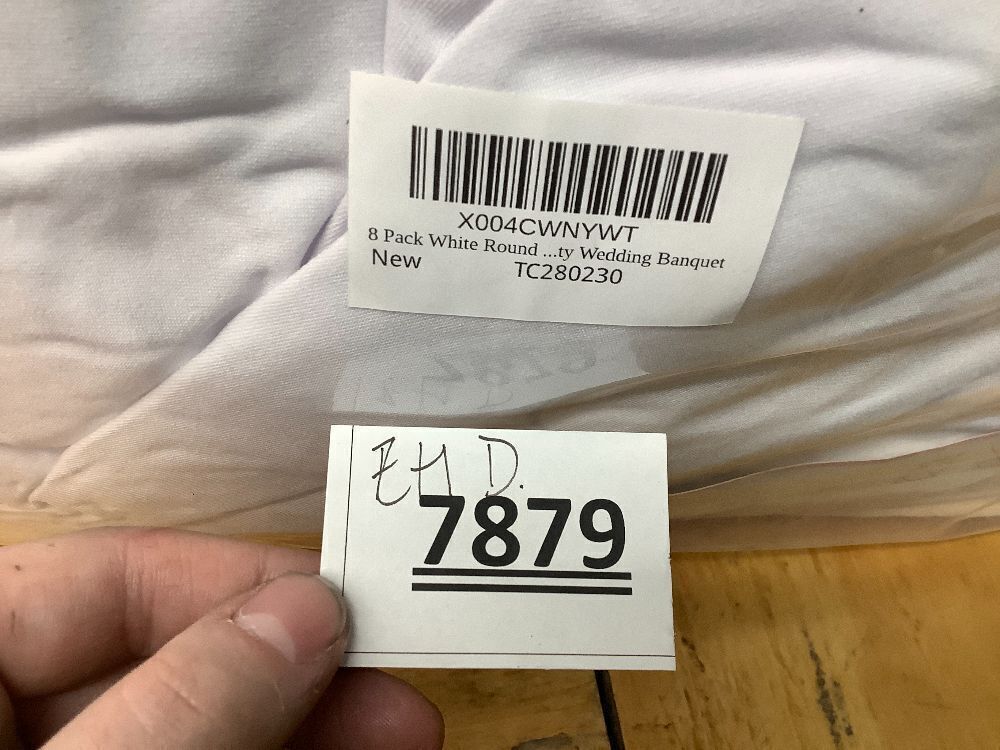 X004CWNYWT
8 Pack White Round ...ty Wedding Banquet
New TC280230
EH D.
7879